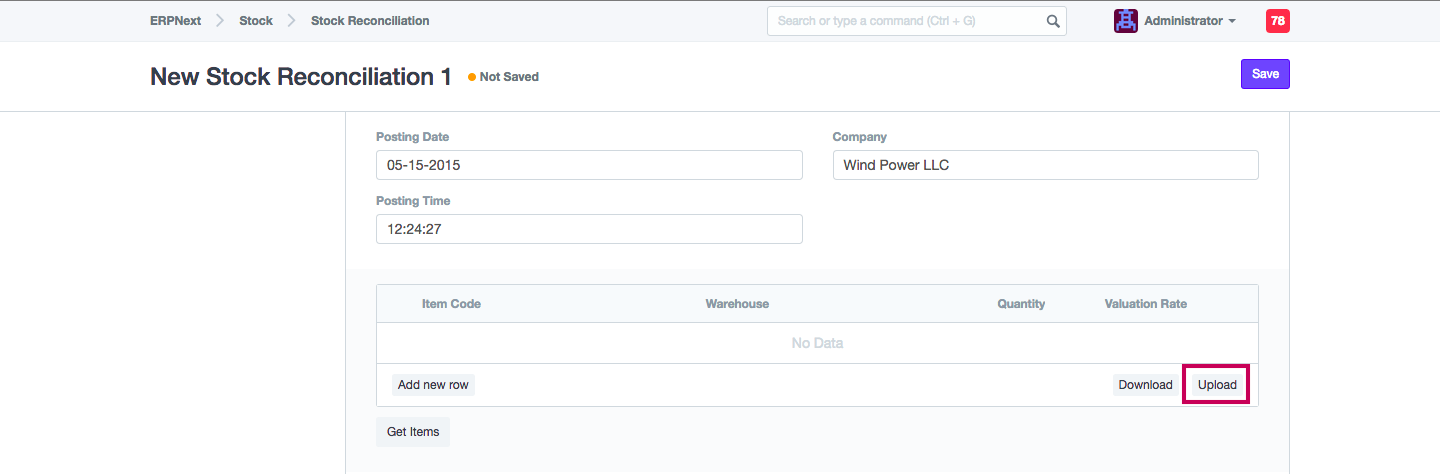 ERPNext Stock Stock Reconciliation Search or type a command (Ctrl + G) Administrator 78
New Stock Reconciliation 1 Not Saved Save
Posting Date Company
05-15-2015 Wind Power LLC
Posting Time
12:24:27
Item Code Warehouse Quantity Valuation Rate
No Data
Add new row Download Upload
Get Items